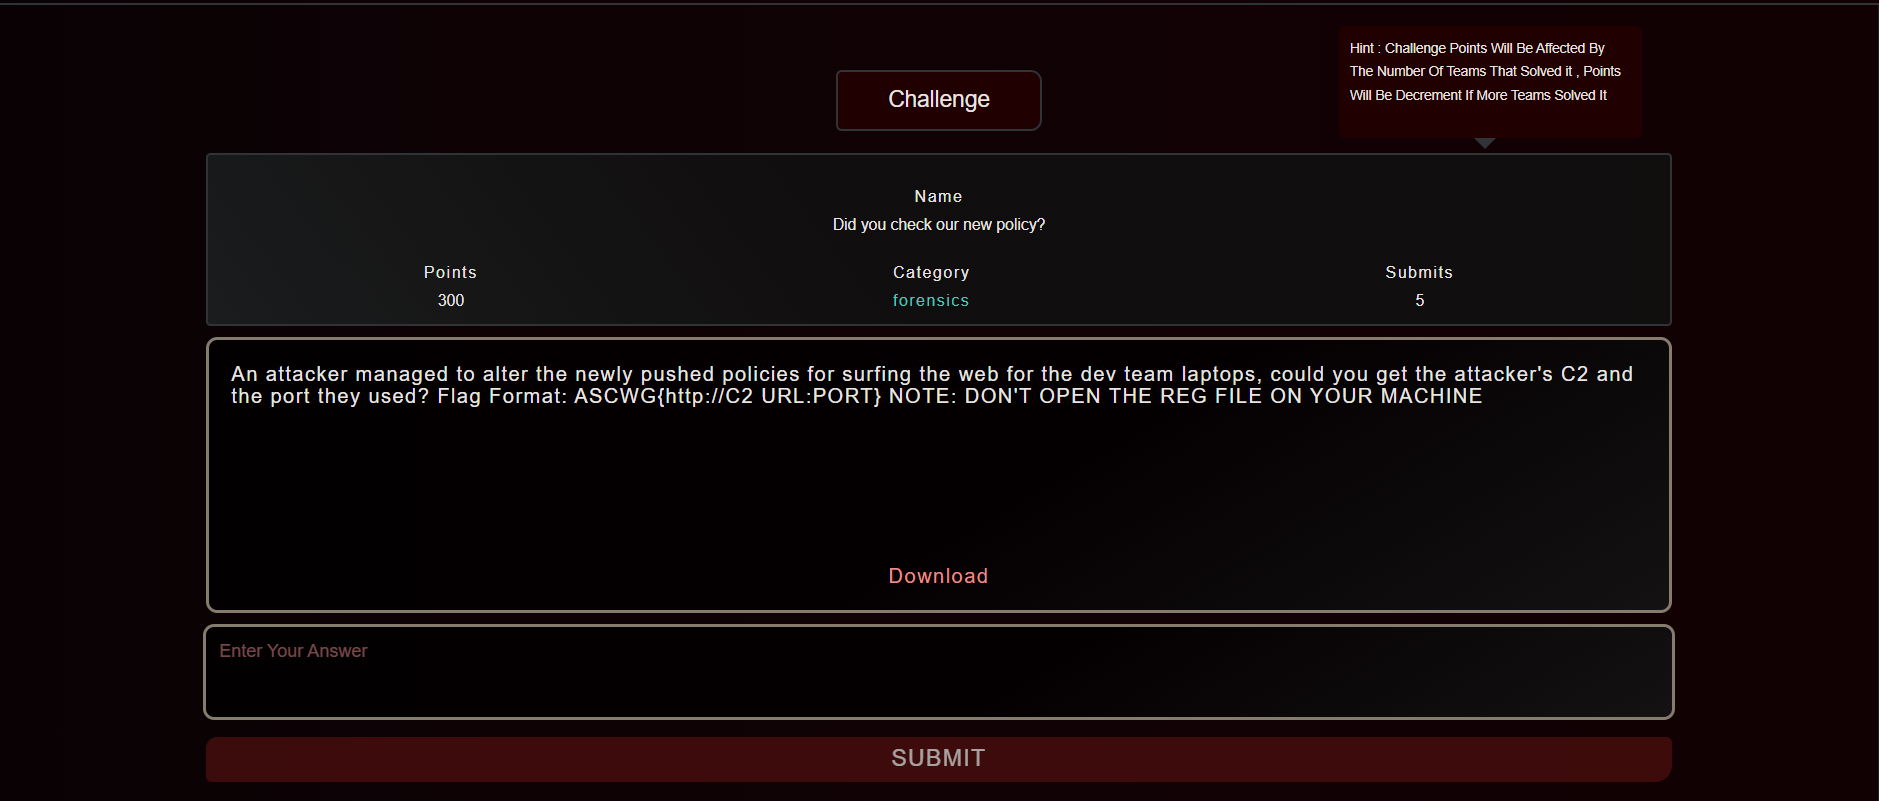 Hint : Challenge Points Will Be Affected By
The Number Of Teams That Solved it , Points
Will Be Decrement If More Teams Solved It
Challenge
Name
Did you check our new policy?
Points
300
Category
forensics
Submits
5
An attacker managed to alter the newly pushed policies for surfing the web for the dev team laptops, could you get the attacker's C2 and
the port they used? Flag Format: ASCWG{http://C2 URL:PORT} NOTE: DON'T OPEN THE REG FILE ON YOUR MACHINE
Download
Enter Your Answer
SUBMIT